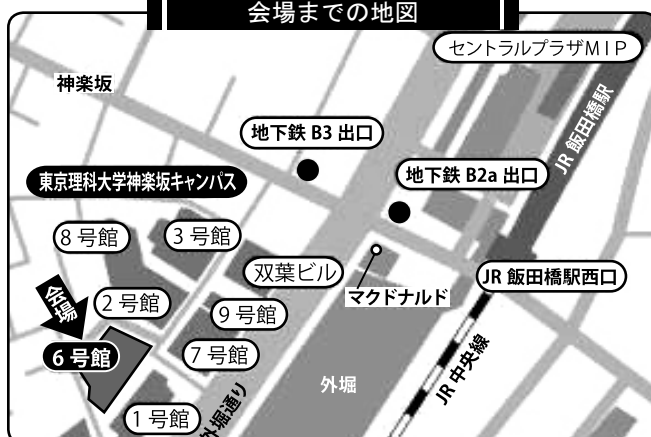 会場までの地図
セントラルプラザMIP
神楽坂
JR 飯田橋駅
地下鉄 B3 出口
地下鉄 B2a 出口
東京理科大学神楽坂キャンパス
8 号館
3 号館
双葉ビル
JR 飯田橋駅西口
マクドナルド
会場
2 号館
9 号館
6 号館
7 号館
外堀
JR 中央線
1 号館
外堀通り